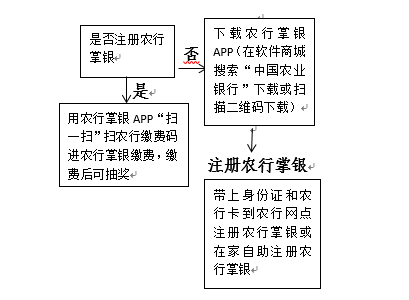 是否注册农行
掌银
否
下载农行掌银
APP（在软件商城
搜索“中国农业
银行”下载或扫
描二维码下载）
是
用农行掌银 APP“扫
一扫”扫农行缴费码
进农行掌银缴费，缴
费后可抽奖
注册农行掌银
带上身份证和农
行卡到农行网点
注册农行掌银或
在家自助注册农
行掌银